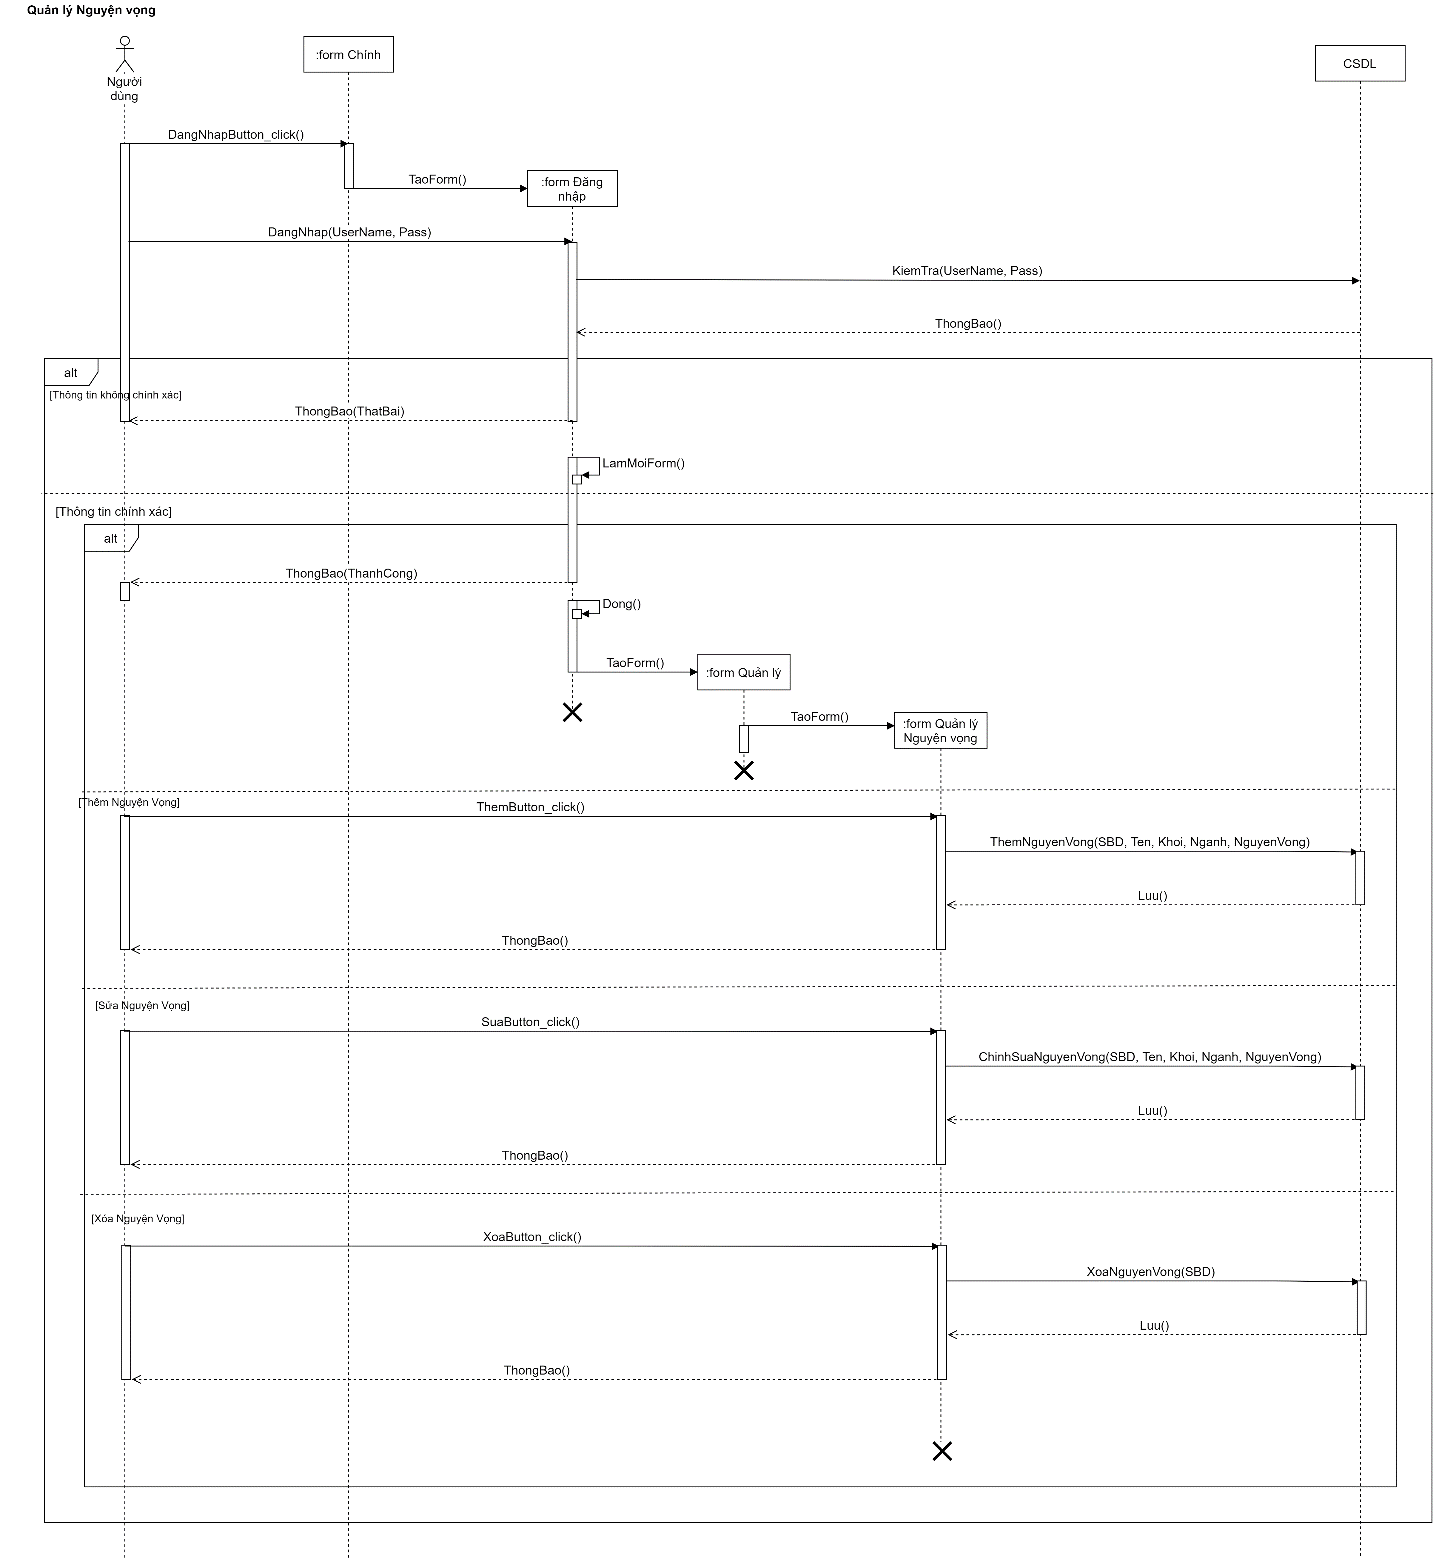 Quản lý Nguyện vọng
Người
dùng
:form Chính
CSDL
DangNhapButton_click()
TaoForm()
:form Đăng
nhập
DangNhap(UserName, Pass)
KiemTra(UserName, Pass)
ThongBao()
alt
[Thông tin không chính xác]
ThongBao(ThatBai)
LamMoiForm()
[Thông tin chính xác]
alt
ThongBao(ThanhCong)
Dong()
TaoForm()
:form Quản lý
TaoForm()
:form Quản lý
Nguyện vọng
[Thêm Nguyện Vọng]
ThemButton_click()
ThemNguyenVong(SBD, Ten, Khoi, Nganh, NguyenVong)
Luu()
ThongBao()
[Sửa Nguyện Vọng]
SuaButton_click()
ChinhSuaNguyenVong(SBD, Ten, Khoi, Nganh, NguyenVong)
Luu()
ThongBao()
[Xóa Nguyện Vọng]
XoaButton_click()
XoaNguyenVong(SBD)
Luu()
ThongBao()